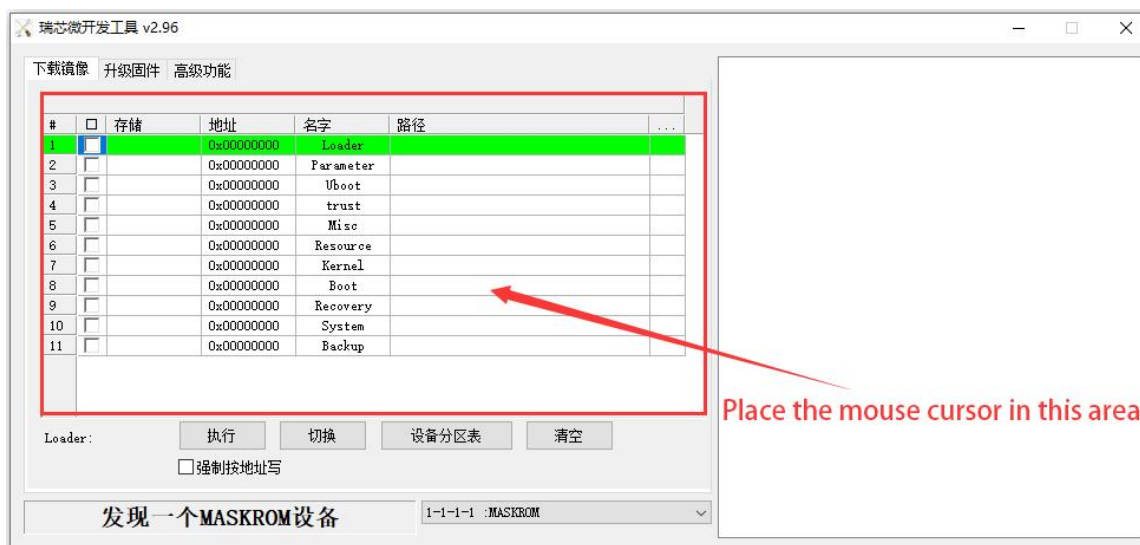 瑞芯微开发工具 v2.96
下载镜像 升级固件 高级功能
# 存储 地址 名字 路径 ...
1 0x00000000 Loader
2 0x00000000 Parameter
3 0x00000000 Uboot
4 0x00000000 trust
5 0x00000000 Misc
6 0x00000000 Resource
7 0x00000000 Kernel
8 0x00000000 Boot
9 0x00000000 Recovery
10 0x00000000 System
11 0x00000000 Backup
Place the mouse cursor in this area
Loader: 执行 切换 设备分区表 清空
强制按地址写
发现一个MASKROM设备 1-1-1-1 :MASKROM